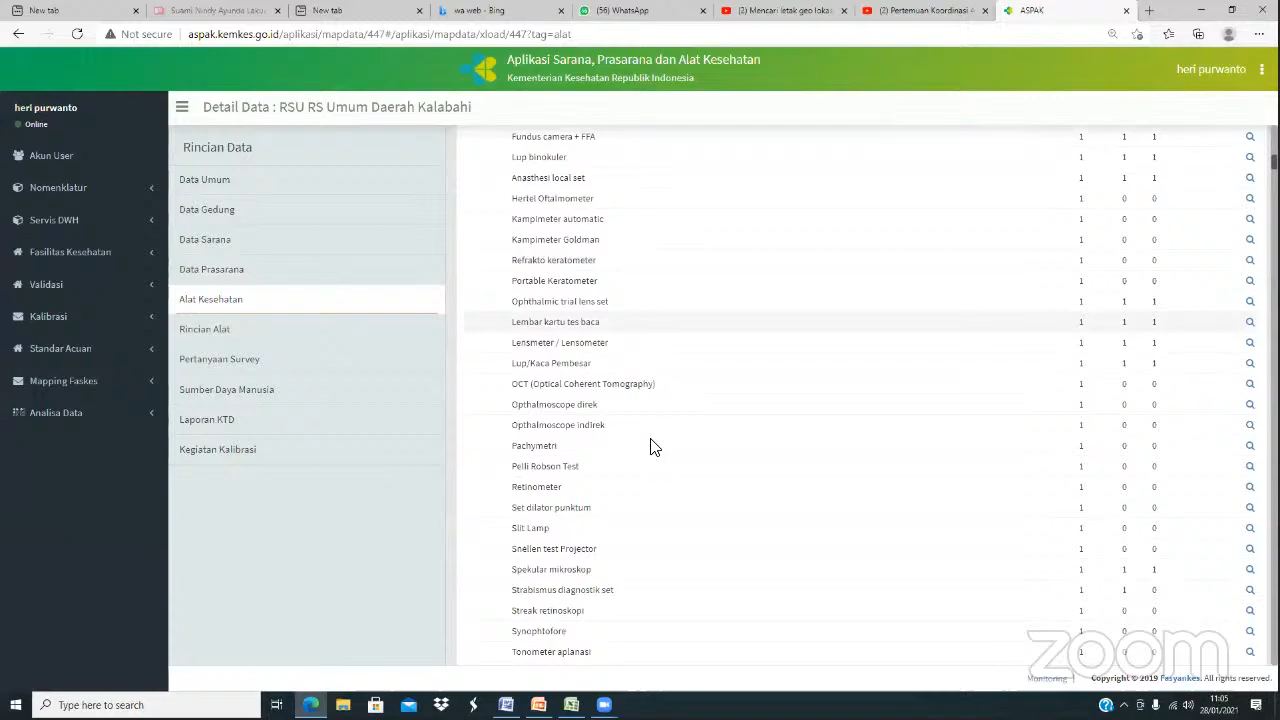 New tab
Suami Nindy Ayunda Laku
New tab
wa web - Bing
(56) WhatsApp
(2) Mencari letak geo lokas
(2) Pertemuan Koordinasi 4
ASPAK
Not secure aspak.kemkes.go.id/aplikasi/mapdata/447#/aplikasi/mapdata/xload/447?tag=alat
Aplikasi Sarana, Prasarana dan Alat Kesehatan
Kementerian Kesehatan Republik Indonesia
heri purwanto
heri purwanto
Online
Akun User
Nomenklatur
Servis DWH
Fasilitas Kesehatan
Validasi
Kalibrasi
Standar Acuan
Mapping Faskes
Analisa Data
Detail Data : RSU RS Umum Daerah Kalabahi
Rincian Data
Data Umum
Data Gedung
Data Sarana
Data Prasarana
Alat Kesehatan
Rincian Alat
Pertanyaan Survey
Sumber Daya Manusia
Laporan KTD
Kegiatan Kalibrasi
Fundus camera + FFA 1 1 1
Lup binokuler 1 1 1
Anasthesi local set 1 1 1
Hertel Oftalmometer 1 0 0
Kampimeter automatic 1 0 0
Kampimeter Goldman 1 0 0
Refrakto keratometer 1 0 0
Portable Keratometer 1 0 0
Ophthalmic trial lens set 1 1 1
Lembar kartu tes baca 1 1 1
Lensmeter / Lensometer 1 1 1
Lup/Kaca Pembesar 1 1 1
OCT (Optical Coherent Tomography) 1 0 0
Opthalmoscope direk 1 0 0
Opthalmoscope indirek 1 0 0
Pachymetri 1 0 0
Pelli Robson Test 1 0 0
Retinometer 1 0 0
Set dilator punktum 1 0 0
Slit Lamp 1 0 0
Snellen test Projector 1 0 0
Spekular mikroskop 1 1 1
Strabismus diagnostik set 1 1 0
Streak retinoskopi 1 0 0
Synophtofore 1 0 0
Tonometer aplanasi 1 0 0
zoom
Monitoring Copyright © 2019 Fasyankes. All rights reserved.
Type here to search
11:05
28/01/2021